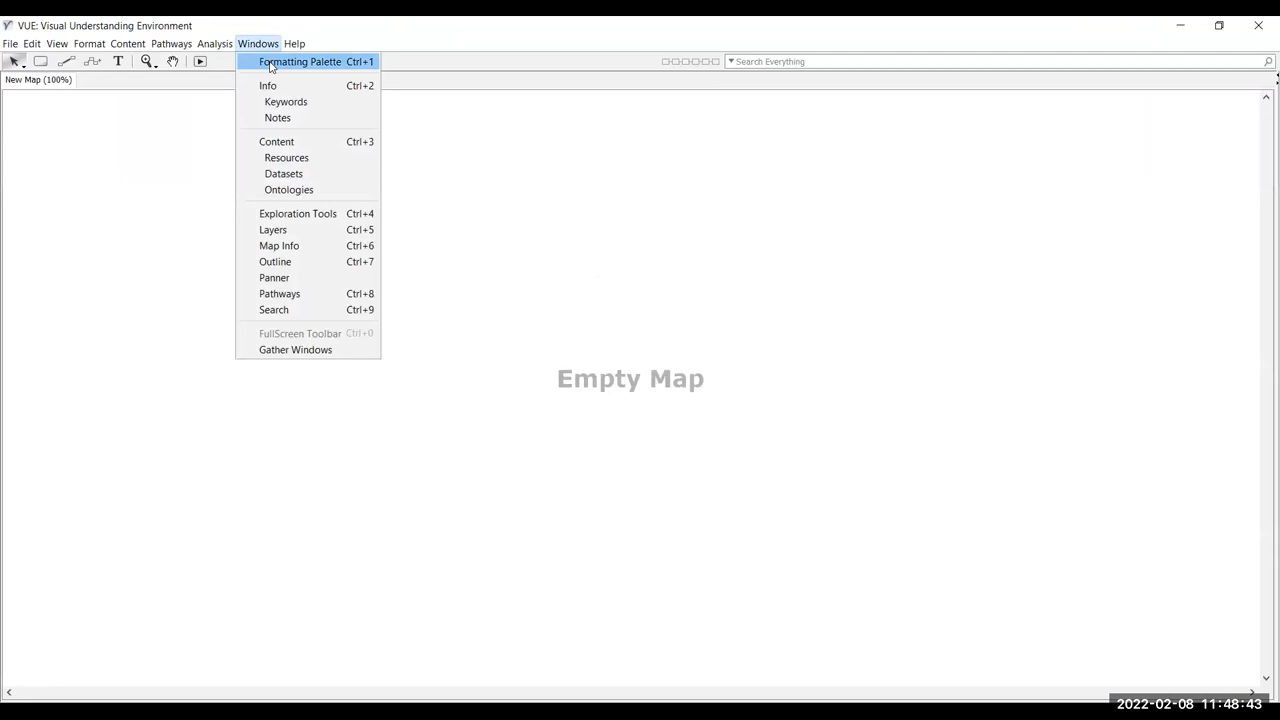 VUE: Visual Understanding Environment
File Edit View Format Content Pathways Analysis Windows Help
T
Search Everything
New Map (100%)
Formatting Palette Ctrl+1
Info Ctrl+2
Keywords
Notes
Content Ctrl+3
Resources
Datasets
Ontologies
Exploration Tools Ctrl+4
Layers Ctrl+5
Map Info Ctrl+6
Outline Ctrl+7
Panner
Pathways Ctrl+8
Search Ctrl+9
FullScreen Toolbar Ctrl+0
Gather Windows
Empty Map
2022-02-08 11:48:43